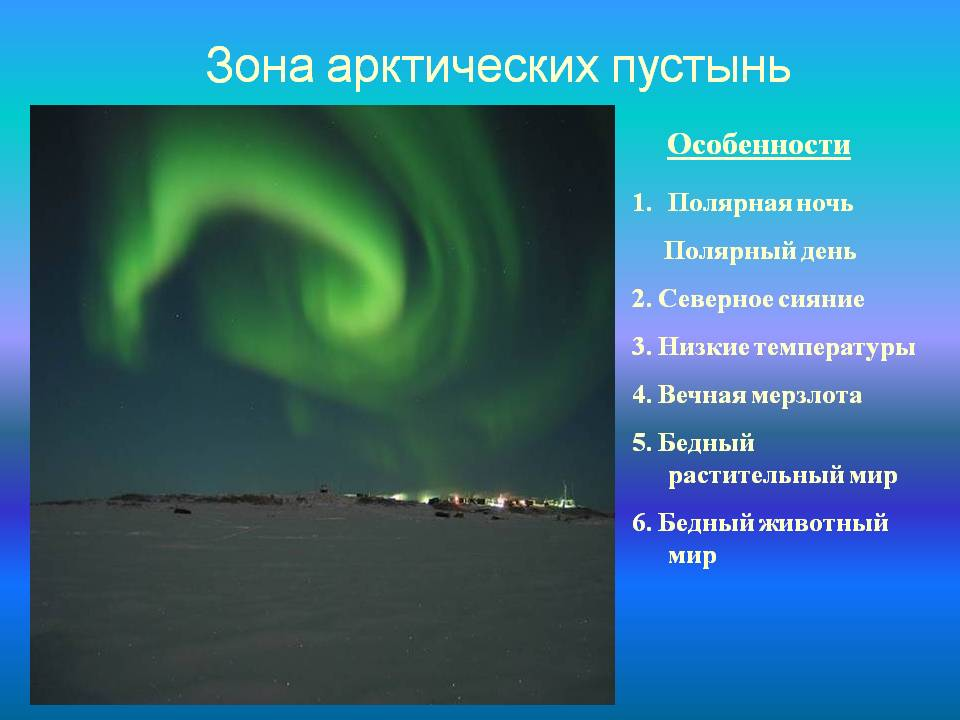 Зона арктических пустынь
Особенности
1. Полярная ночь
Полярный день
2. Северное сияние
3. Низкие температуры
4. Вечная мерзлота
5. Бедный
растительный мир
6. Бедный животный
мир